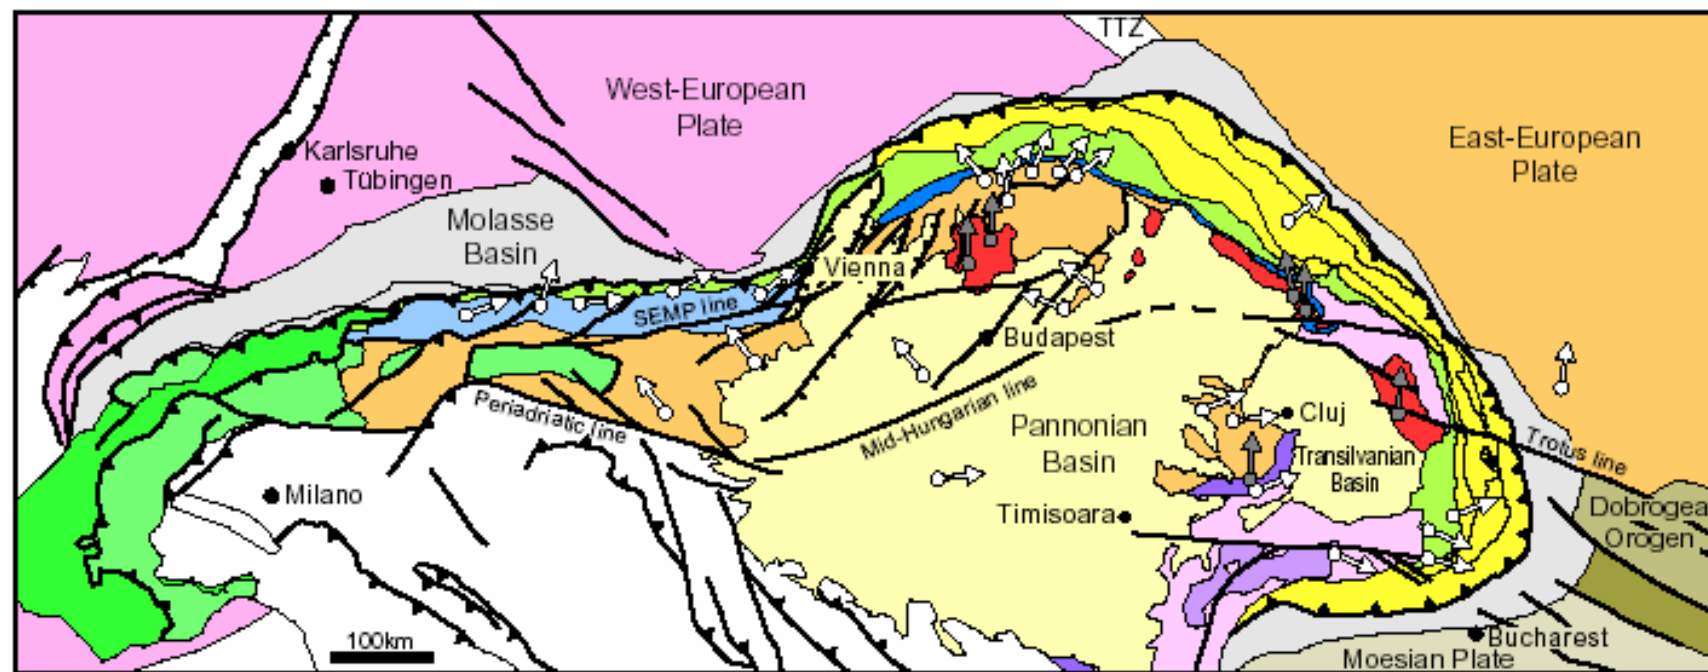 TTZ
West-European
Plate
East-European
Plate
Karlsruhe
Tübingen
Molasse
Basin
Vienna
SEMP line
Budapest
Periadriatic line
Mid-Hungarian line
Cluj
Pannonian
Basin
Transilvanian
Basin
Trotus line
Milano
Timisoara
Dobrogea
Orogen
100km
Bucharest
Moesian Plate